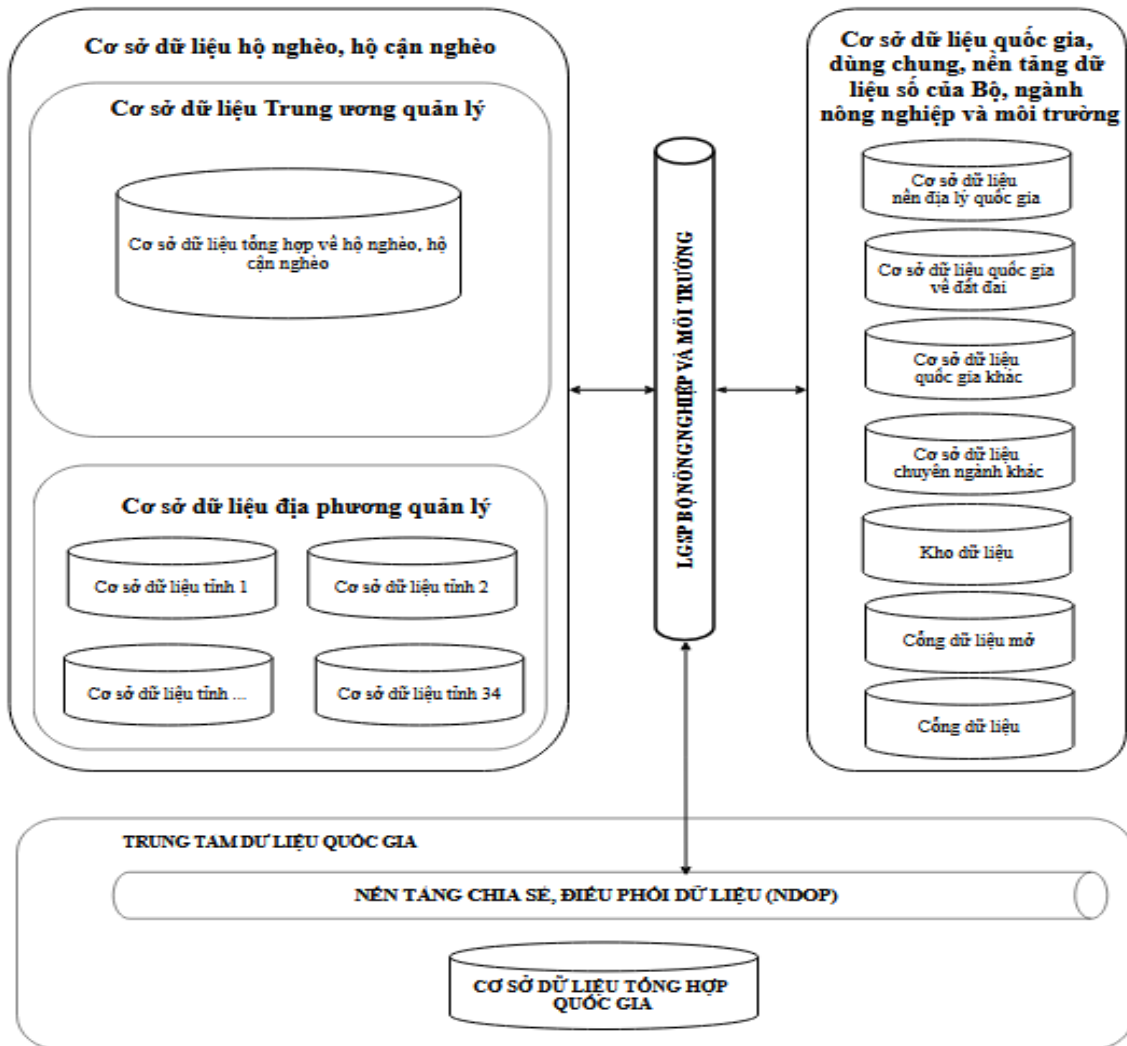 Cơ sở dữ liệu hộ nghèo, hộ cận nghèo
Cơ sở dữ liệu Trung ương quản lý
Cơ sở dữ liệu tổng hợp về hộ nghèo, hộ
cận nghèo
Cơ sở dữ liệu địa phương quản lý
Cơ sở dữ liệu tỉnh 1
Cơ sở dữ liệu tỉnh 2
Cơ sở dữ liệu tỉnh ...
Cơ sở dữ liệu tỉnh 34
LGSP BỘ NÔNG NGHIỆP VÀ MÔI TRƯỜNG
Cơ sở dữ liệu quốc gia,
dùng chung, nền tảng dữ
liệu số của Bộ, ngành
nông nghiệp và môi trường
Cơ sở dữ liệu
nền địa lý quốc gia
Cơ sở dữ liệu quốc gia
về đất đai
Cơ sở dữ liệu
quốc gia khác
Cơ sở dữ liệu
chuyên ngành khác
Kho dữ liệu
Cổng dữ liệu mở
Cổng dữ liệu
TRUNG TÂM DỮ LIỆU QUỐC GIA
NỀN TẢNG CHIA SẺ, ĐIỀU PHỐI DỮ LIỆU (NDOP)
CƠ SỞ DỮ LIỆU TỔNG HỢP
QUỐC GIA